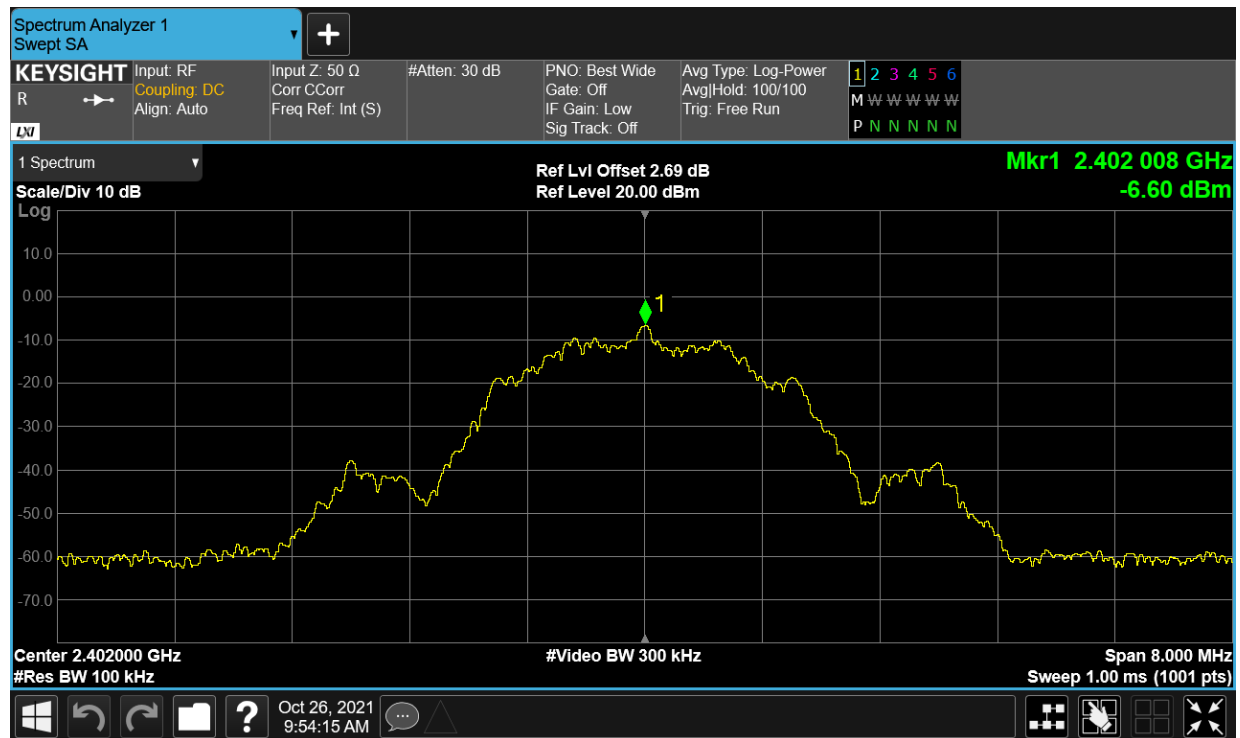 Spectrum Analyzer 1
Swept SA
▼
+
KEYSIGHT
R
LXI
Input: RF
Coupling: DC
Align: Auto
Input Z: 50 Ω
Corr CCorr
Freq Ref: Int (S)
#Atten: 30 dB
PNO: Best Wide
Gate: Off
IF Gain: Low
Sig Track: Off
Avg Type: Log-Power
Avg|Hold: 100/100
Trig: Free Run
1 2 3 4 5 6
M W W W W W
P N N N N N N
1 Spectrum ▼
Scale/Div 10 dB
Ref Lvl Offset 2.69 dB
Ref Level 20.00 dBm
Mkr1 2.402 008 GHz
-6.60 dBm
Log
10.0
0.00
-10.0
-20.0
-30.0
-40.0
-50.0
-60.0
-70.0
1
Center 2.402000 GHz
#Res BW 100 kHz
#Video BW 300 kHz
Span 8.000 MHz
Sweep 1.00 ms (1001 pts)
?
Oct 26, 2021
9:54:15 AM